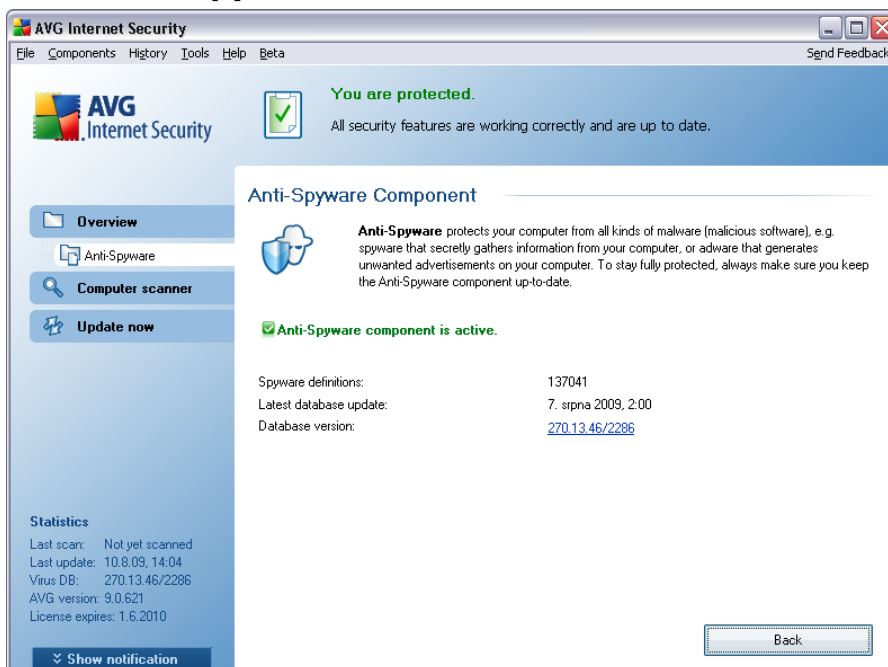 AVG Internet Security
File Components History Tools Help Beta Send Feedback
AVG
Internet Security
You are protected.
All security features are working correctly and are up to date.
Overview
Anti-Spyware
Computer scanner
Update now
Anti-Spyware Component
Anti-Spyware protects your computer from all kinds of malware (malicious software), e.g.
spyware that secretly gathers information from your computer, or adware that generates
unwanted advertisements on your computer. To stay fully protected, always make sure you keep
the Anti-Spyware component up-to-date.
Anti-Spyware component is active.
Spyware definitions: 137041
Latest database update: 7. srpna 2009, 2:00
Database version: 270.13.46/2286
Statistics
Last scan: Not yet scanned
Last update: 10.8.09, 14:04
Virus DB: 270.13.46/2286
AVG version: 9.0.621
License expires: 1.6.2010
Show notification
Back